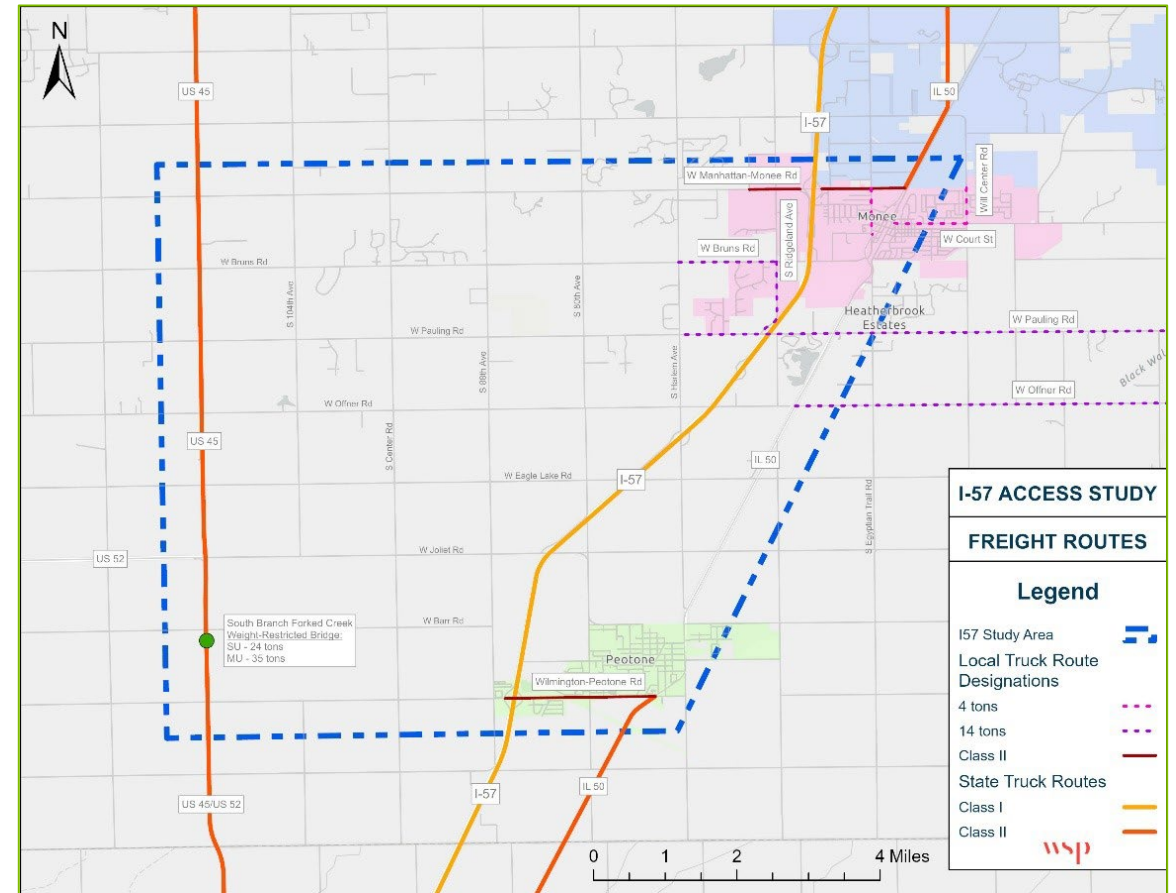 N
US 45
IL 50
I-57
W Manhattan-Monee Rd
Will Center Rd
S Ridgoland Ave
Monee
W Court St
W Bruns Rd
W Bruns Rd
S 104th Ave
S 80th Ave
Heatherbrook
Estates
W Pauling Rd
W Pauling Rd
S 88th Ave
S Harlem Ave
W Offner Rd
W Offner Rd
US 45
S Center Rd
IL 50
I-57
W Eagle Lake Rd
S Egyptian Trail Rd
W Joliet Rd
US 52
South Branch Forked Creek
Weight-Restricted Bridge:
SU - 24 tons
MU - 35 tons
W Barr Rd
Peotone
Wilmington-Peotone Rd
I-57
IL 50
US 45/US 52
0 1 2 4 Miles
I-57 ACCESS STUDY
FREIGHT ROUTES
Legend
I57 Study Area
Local Truck Route
Designations
4 tons
14 tons
Class II
State Truck Routes
Class I
Class II
wsp